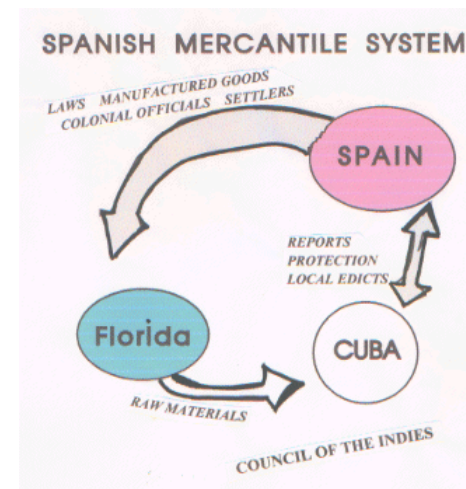 SPANISH MERCANTILE SYSTEM
LAWS MANUFACTURED GOODS
COLONIAL OFFICIALS SETTLERS
SPAIN
REPORTS
PROTECTION
LOCAL EDICTS
Florida
CUBA
RAW MATERIALS
COUNCIL OF THE INDIES